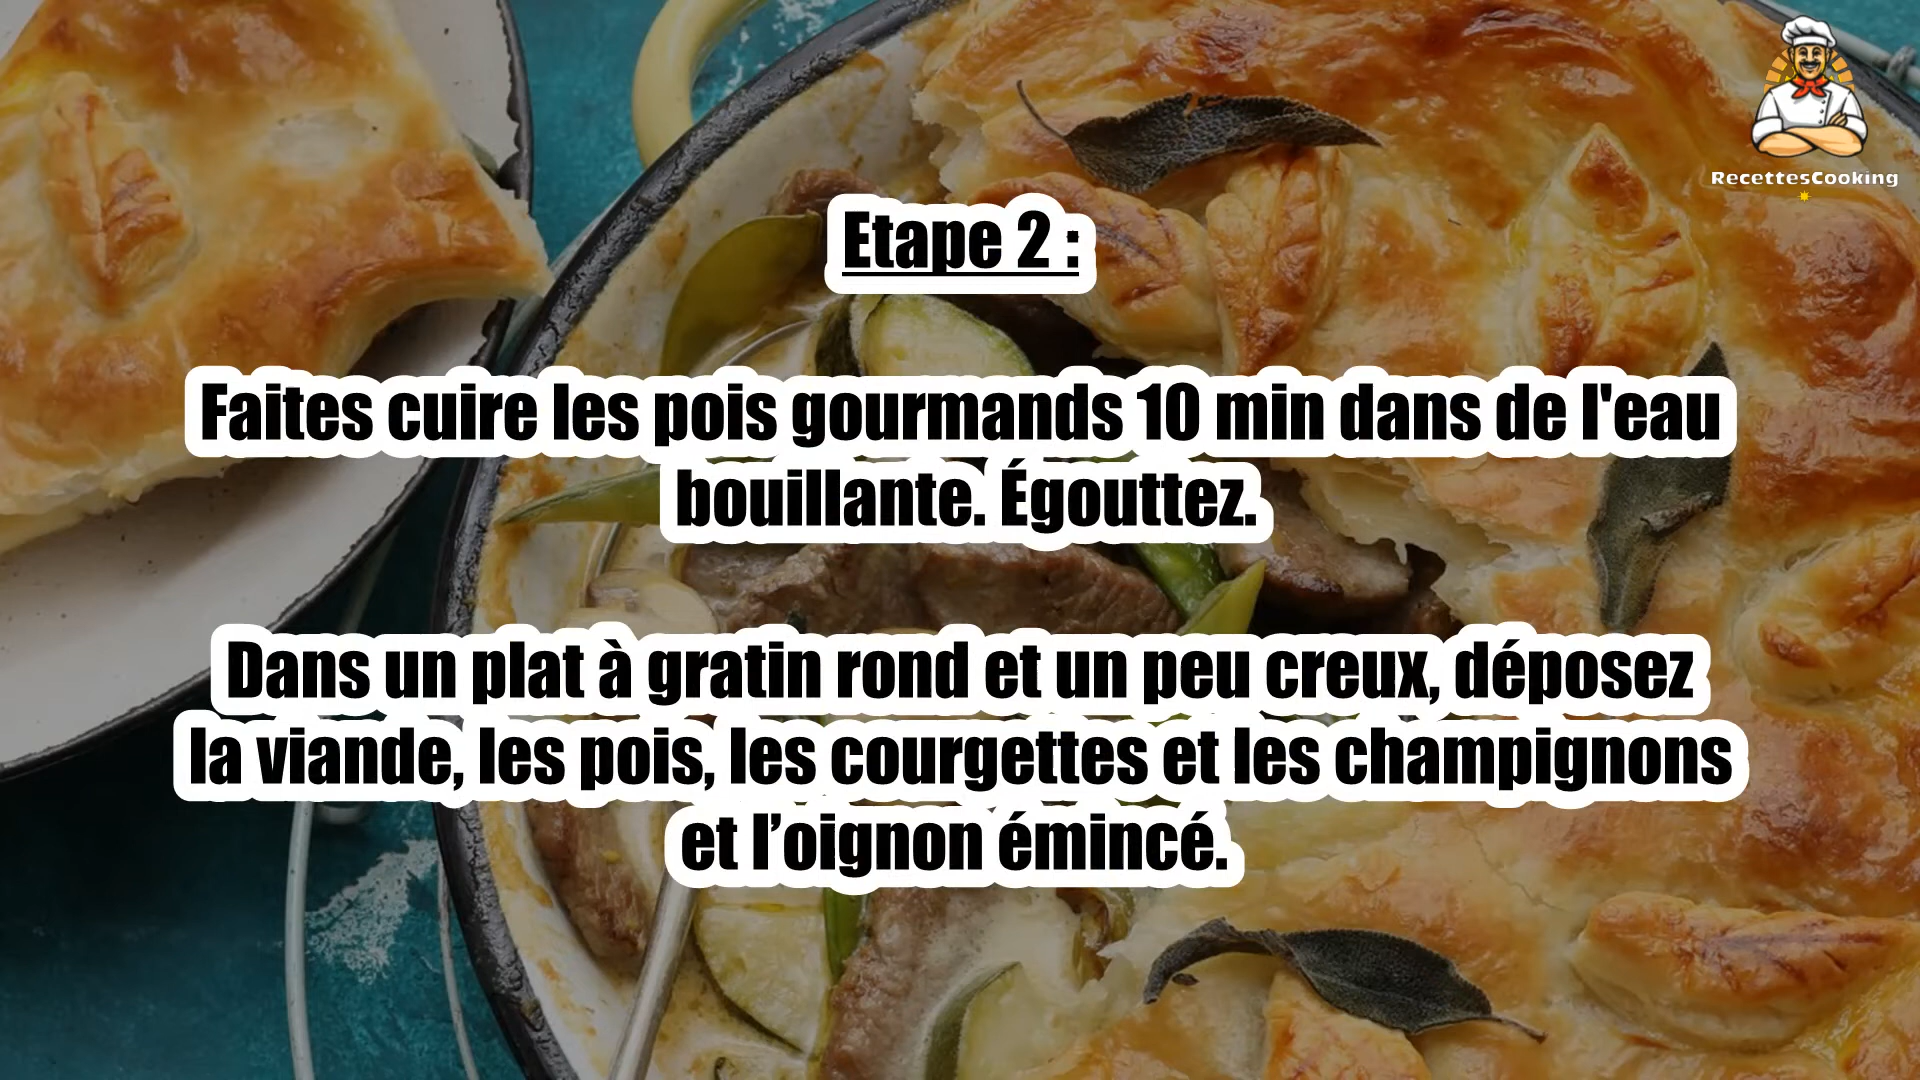 RecettesCooking
Etape 2 :
Faites cuire les pois gourmands 10 min dans de l'eau
bouillante. Égouttez.
Dans un plat à gratin rond et un peu creux, déposez
la viande, les pois, les courgettes et les champignons
et l’oignon émincé.